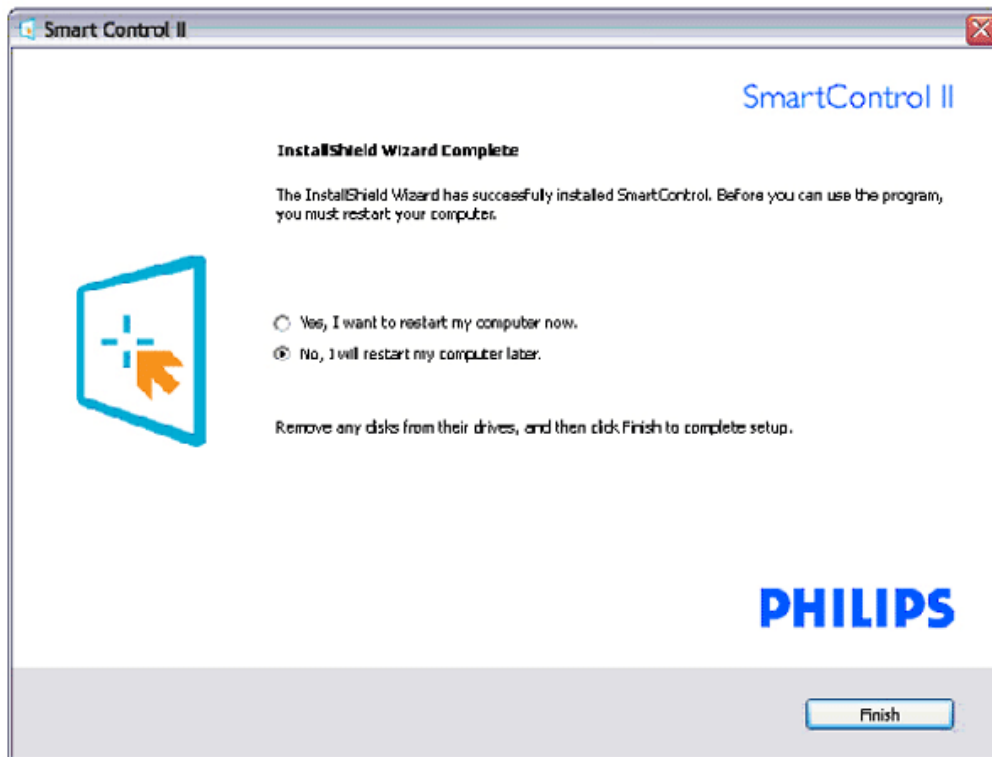 Smart Control II
SmartControl II
InstallShield Wizard Complete
The InstallShield Wizard has successfully installed SmartControl. Before you can use the program,
you must restart your computer.
Yes, I want to restart my computer now.
No, I will restart my computer later.
Remove any disks from their drives, and then click Finish to complete setup.
PHILIPS
Finish